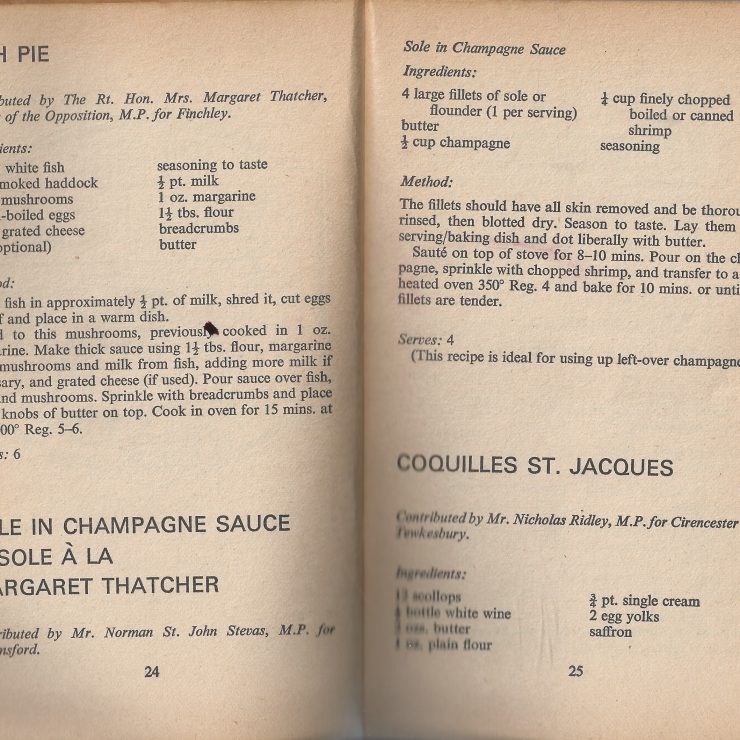 H PIE
buted by The Rt. Hon. Mrs. Margaret Thatcher,
of the Opposition, M.P. for Finchley.
ients:
white fish
moked haddock
mushrooms
-boiled eggs
grated cheese
optional)
seasoning to taste
½ pt. milk
1 oz. margarine
1½ tbs. flour
breadcrumbs
butter
od:
fish in approximately ½ pt. of milk, shred it, cut eggs
f and place in a warm dish.
d to this mushrooms, previously cooked in 1 oz.
rine. Make thick sauce using 1½ tbs. flour, margarine
mushrooms and milk from fish, adding more milk if
sary, and grated cheese (if used). Pour sauce over fish,
nd mushrooms. Sprinkle with breadcrumbs and place
knobs of butter on top. Cook in oven for 15 mins. at
00° Reg. 5–6.
s: 6
LE IN CHAMPAGNE SAUCE
SOLE À LA
ARGARET THATCHER
ributed by Mr. Norman St. John Stevas, M.P. for
msford.
24
Sole in Champagne Sauce
Ingredients:
4 large fillets of sole or
flounder (1 per serving)
butter
½ cup champagne
¼ cup finely chopped
boiled or canned
shrimp
seasoning
Method:
The fillets should have all skin removed and be thorou
rinsed, then blotted dry. Season to taste. Lay them
serving/baking dish and dot liberally with butter.
Sauté on top of stove for 8–10 mins. Pour on the ch
pagne, sprinkle with chopped shrimp, and transfer to a
heated oven 350° Reg. 4 and bake for 10 mins. or unti
fillets are tender.
Serves: 4
(This recipe is ideal for using up left-over champagn
COQUILLES ST. JACQUES
Contributed by Mr. Nicholas Ridley, M.P. for Cirencester
Tewkesbury.
Ingredients:
12 scollops
bottle white wine
ozs. butter
1 oz. plain flour
¾ pt. single cream
2 egg yolks
saffron
25